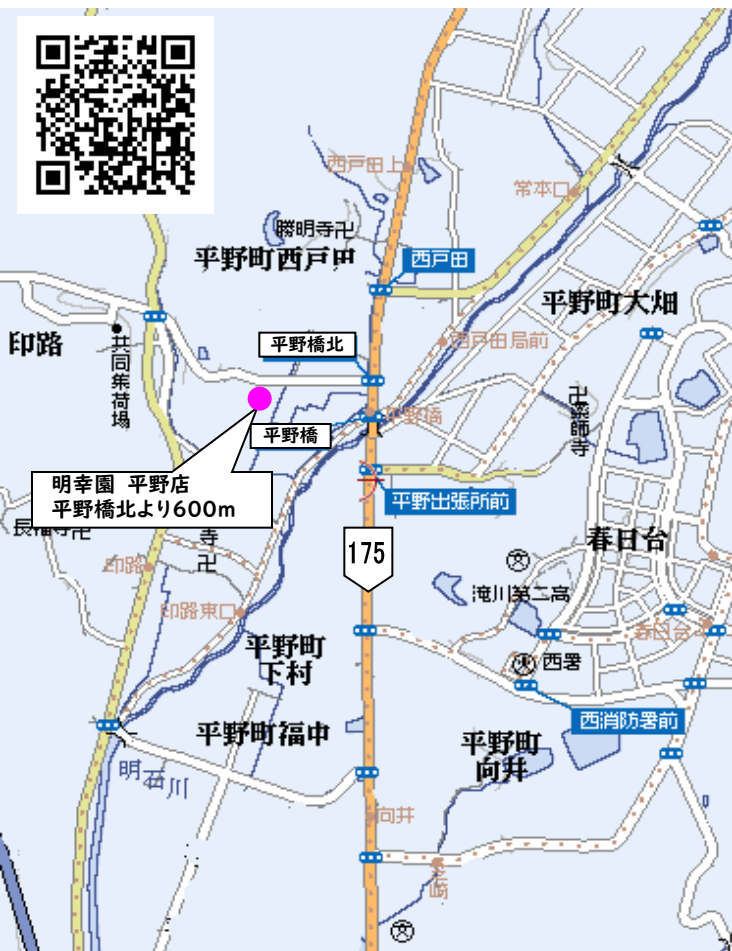 西戸田上
常本口
勝明寺
平野町西戸田
西戸田
平野町大畑
印路
共同集荷場
平野橋北
西戸田局前
平野橋
平野橋
薬師寺
明幸園 平野店
平野橋北より600m
平野出張所前
長福寺
寺
175
春日台
印路
滝川第二高
印路東口
春日台
平野町
下村
西署
平野町福中
西消防署前
平野町
向井
明石川
向井